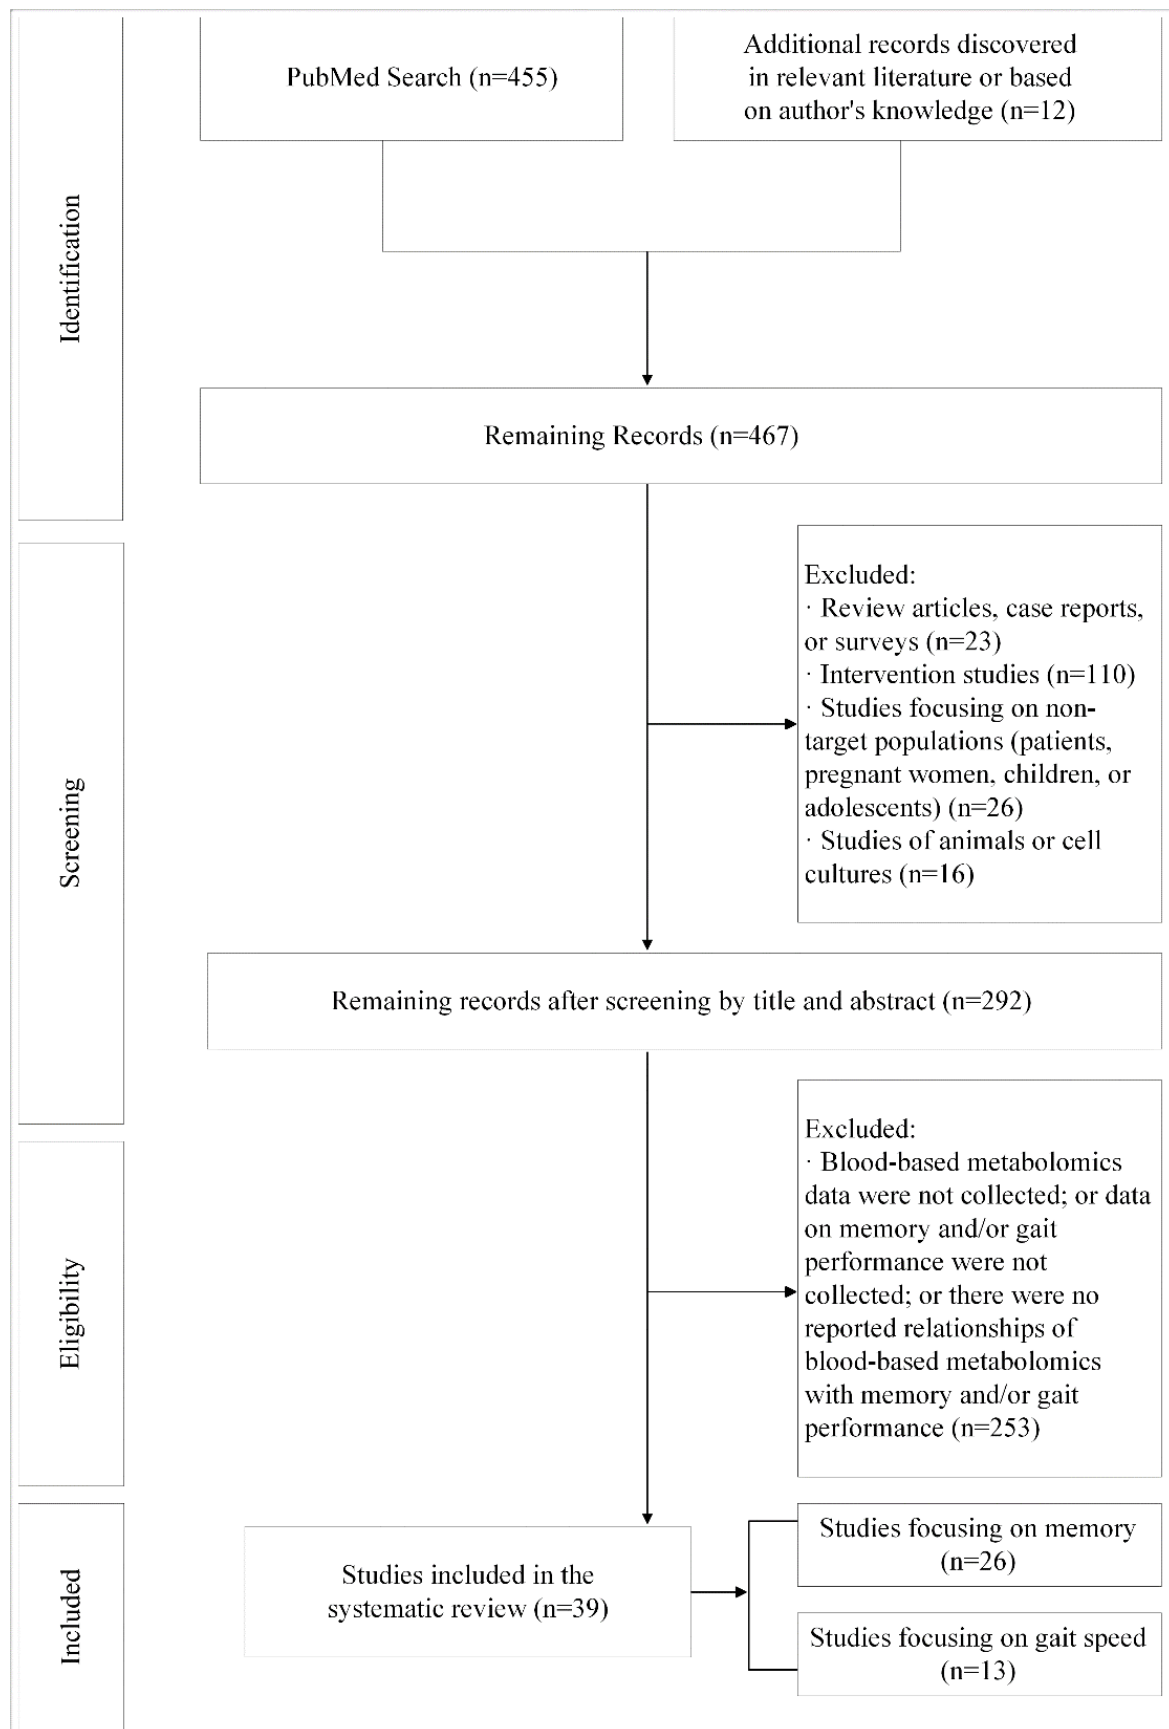 Identification
PubMed Search (n=455)
Additional records discovered
in relevant literature or based
on author's knowledge (n=12)
Remaining Records (n=467)
Screening
Excluded:
· Review articles, case reports,
or surveys (n=23)
· Intervention studies (n=110)
· Studies focusing on non-
target populations (patients,
pregnant women, children, or
adolescents) (n=26)
· Studies of animals or cell
cultures (n=16)
Remaining records after screening by title and abstract (n=292)
Eligibility
Excluded:
· Blood-based metabolomics
data were not collected; or data
on memory and/or gait
performance were not
collected; or there were no
reported relationships of
blood-based metabolomics
with memory and/or gait
performance (n=253)
Included
Studies included in the
systematic review (n=39)
Studies focusing on memory
(n=26)
Studies focusing on gait speed
(n=13)